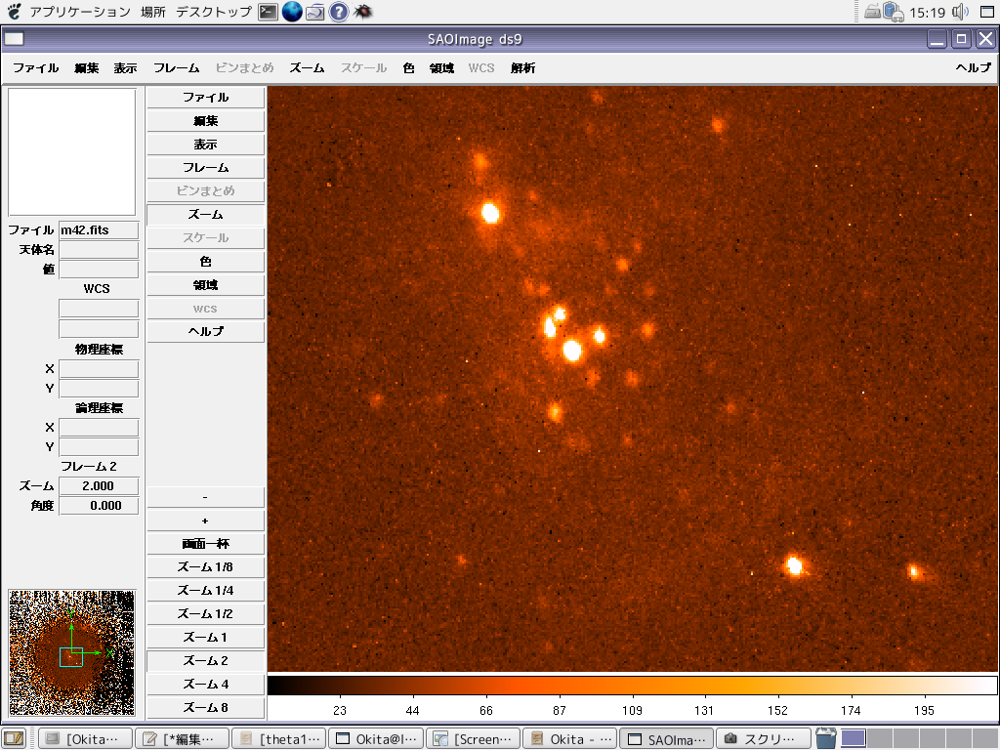 アプリケーション 場所 デスクトップ 15:19
SAOImage ds9
ファイル 編集 表示 フレーム ビンまとめ ズーム スケール 色 領域 WCS 解析 ヘルプ
ファイル m42.fits
天体名
値
WCS
物理座標
X
Y
論理座標
X
Y
フレーム 2
ズーム 2.000
角度 0.000
Y
X
ファイル
編集
表示
フレーム
ビンまとめ
ズーム
スケール
色
領域
WCS
ヘルプ
-
+
画面一杯
ズーム 1/8
ズーム 1/4
ズーム 1/2
ズーム 1
ズーム 2
ズーム 4
ズーム 8
23 44 66 87 109 131 152 174 195
[Okita… [*編集… [theta1… Okita@l… [Screen… Okita - … SAOIma… スクリ…